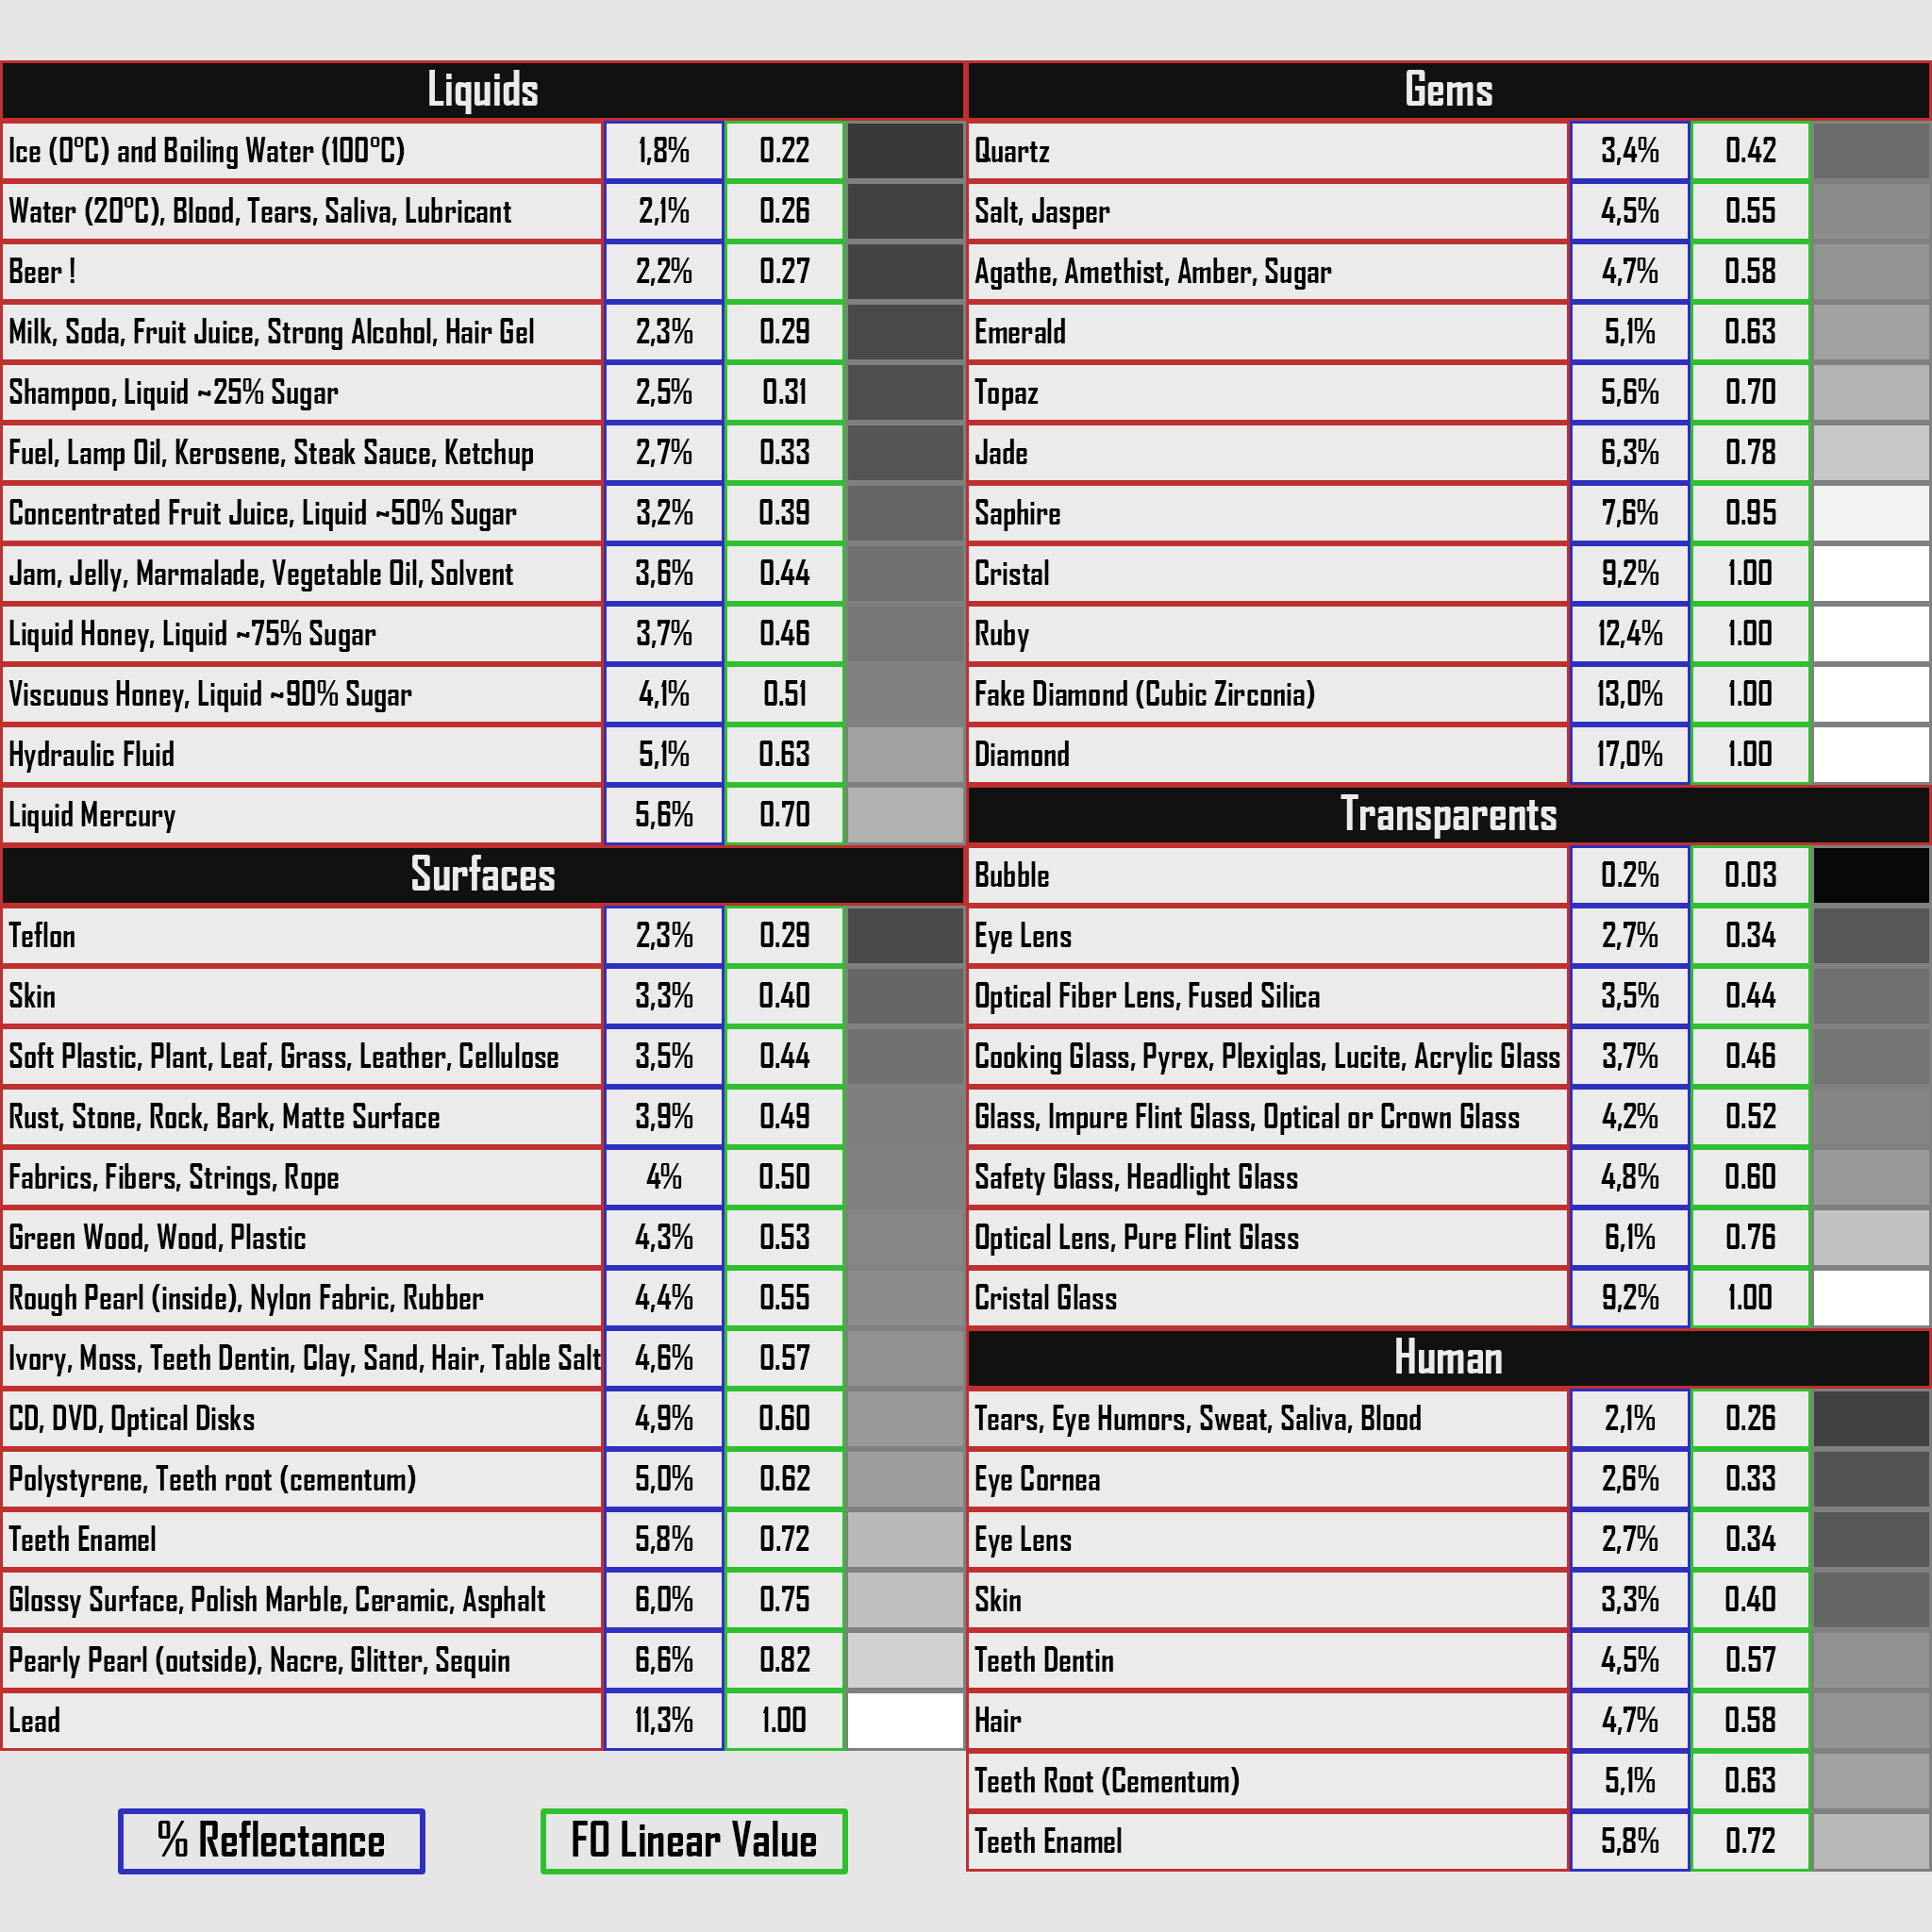 Liquids
Ice (0°C) and Boiling Water (100°C) 1,8% 0.22
Water (20°C), Blood, Tears, Saliva, Lubricant 2,1% 0.26
Beer ! 2,2% 0.27
Milk, Soda, Fruit Juice, Strong Alcohol, Hair Gel 2,3% 0.29
Shampoo, Liquid ~25% Sugar 2,5% 0.31
Fuel, Lamp Oil, Kerosene, Steak Sauce, Ketchup 2,7% 0.33
Concentrated Fruit Juice, Liquid ~50% Sugar 3,2% 0.39
Jam, Jelly, Marmalade, Vegetable Oil, Solvent 3,6% 0.44
Liquid Honey, Liquid ~75% Sugar 3,7% 0.46
Viscuous Honey, Liquid ~90% Sugar 4,1% 0.51
Hydraulic Fluid 5,1% 0.63
Liquid Mercury 5,6% 0.70
Surfaces
Teflon 2,3% 0.29
Skin 3,3% 0.40
Soft Plastic, Plant, Leaf, Grass, Leather, Cellulose 3,5% 0.44
Rust, Stone, Rock, Bark, Matte Surface 3,9% 0.49
Fabrics, Fibers, Strings, Rope 4% 0.50
Green Wood, Wood, Plastic 4,3% 0.53
Rough Pearl (inside), Nylon Fabric, Rubber 4,4% 0.55
Ivory, Moss, Teeth Dentin, Clay, Sand, Hair, Table Salt 4,6% 0.57
CD, DVD, Optical Disks 4,9% 0.60
Polystyrene, Teeth root (cementum) 5,0% 0.62
Teeth Enamel 5,8% 0.72
Glossy Surface, Polish Marble, Ceramic, Asphalt 6,0% 0.75
Pearly Pearl (outside), Nacre, Glitter, Sequin 6,6% 0.82
Lead 11,3% 1.00
% Reflectance
F0 Linear Value
Gems
Quartz 3,4% 0.42
Salt, Jasper 4,5% 0.55
Agathe, Amethist, Amber, Sugar 4,7% 0.58
Emerald 5,1% 0.63
Topaz 5,6% 0.70
Jade 6,3% 0.78
Saphire 7,6% 0.95
Cristal 9,2% 1.00
Ruby 12,4% 1.00
Fake Diamond (Cubic Zirconia) 13,0% 1.00
Diamond 17,0% 1.00
Transparents
Bubble 0.2% 0.03
Eye Lens 2,7% 0.34
Optical Fiber Lens, Fused Silica 3,5% 0.44
Cooking Glass, Pyrex, Plexiglas, Lucite, Acrylic Glass 3,7% 0.46
Glass, Impure Flint Glass, Optical or Crown Glass 4,2% 0.52
Safety Glass, Headlight Glass 4,8% 0.60
Optical Lens, Pure Flint Glass 6,1% 0.76
Cristal Glass 9,2% 1.00
Human
Tears, Eye Humors, Sweat, Saliva, Blood 2,1% 0.26
Eye Cornea 2,6% 0.33
Eye Lens 2,7% 0.34
Skin 3,3% 0.40
Teeth Dentin 4,5% 0.57
Hair 4,7% 0.58
Teeth Root (Cementum) 5,1% 0.63
Teeth Enamel 5,8% 0.72